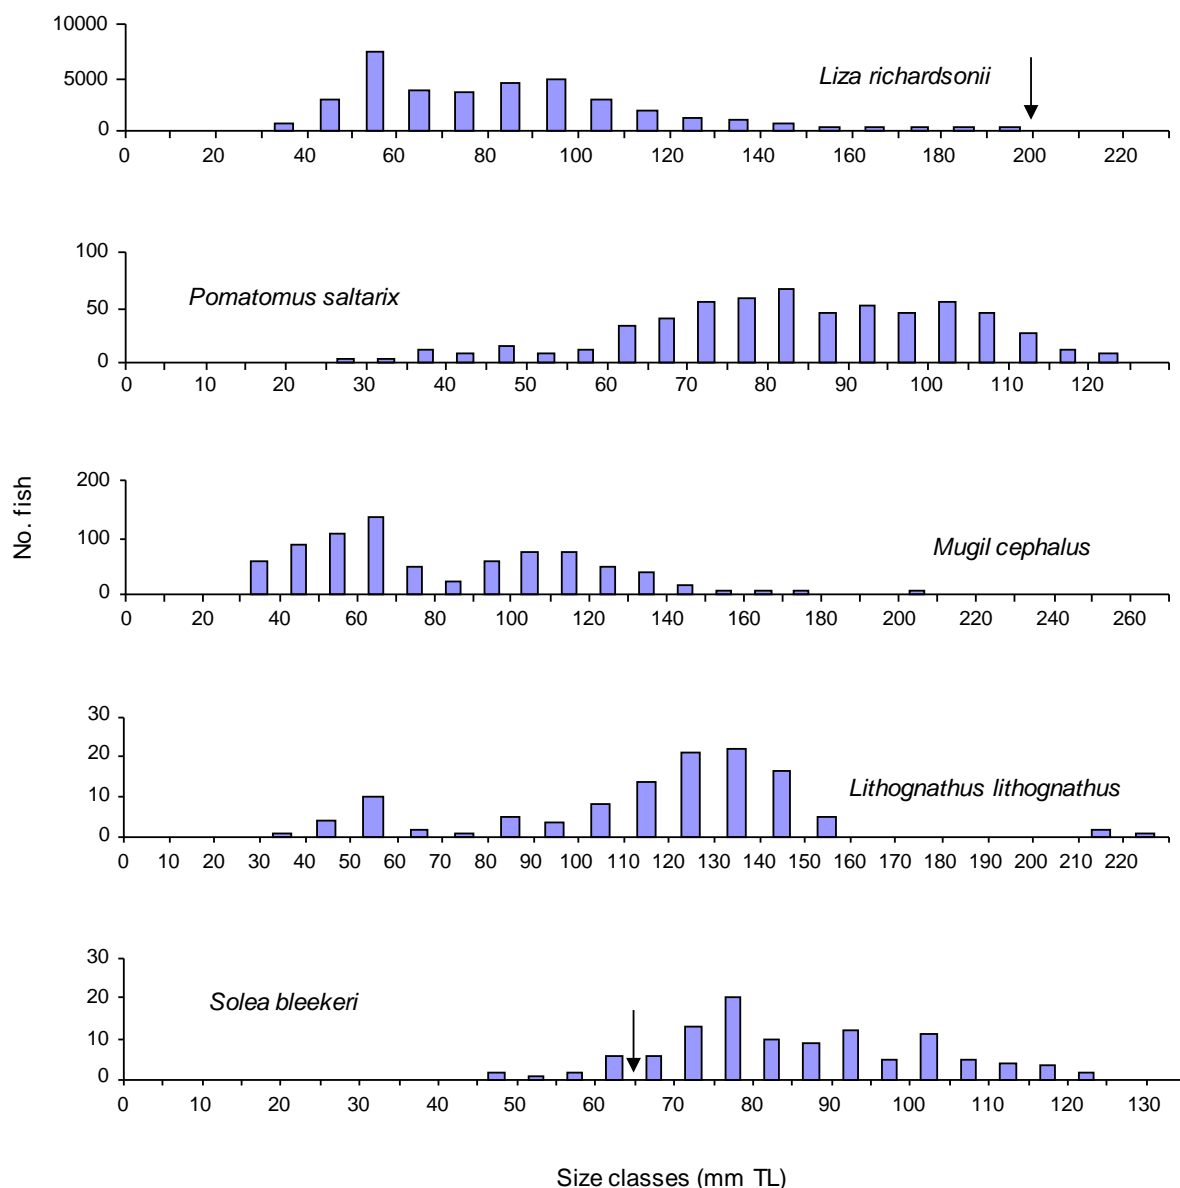 10000
5000
0
Liza richardsonii
0 20 40 60 80 100 120 140 160 180 200 220
100
50
0
Pomatomus saltarix
0 10 20 30 40 50 60 70 80 90 100 110 120
No. fish
200
100
0
Mugil cephalus
0 20 40 60 80 100 120 140 160 180 200 220 240 260
30
20
10
0
Lithognathus lithognathus
0 10 20 30 40 50 60 70 80 90 100 110 120 130 140 150 160 170 180 190 200 210 220
30
20
10
0
Solea bleekeri
0 10 20 30 40 50 60 70 80 90 100 110 120 130
Size classes (mm TL)